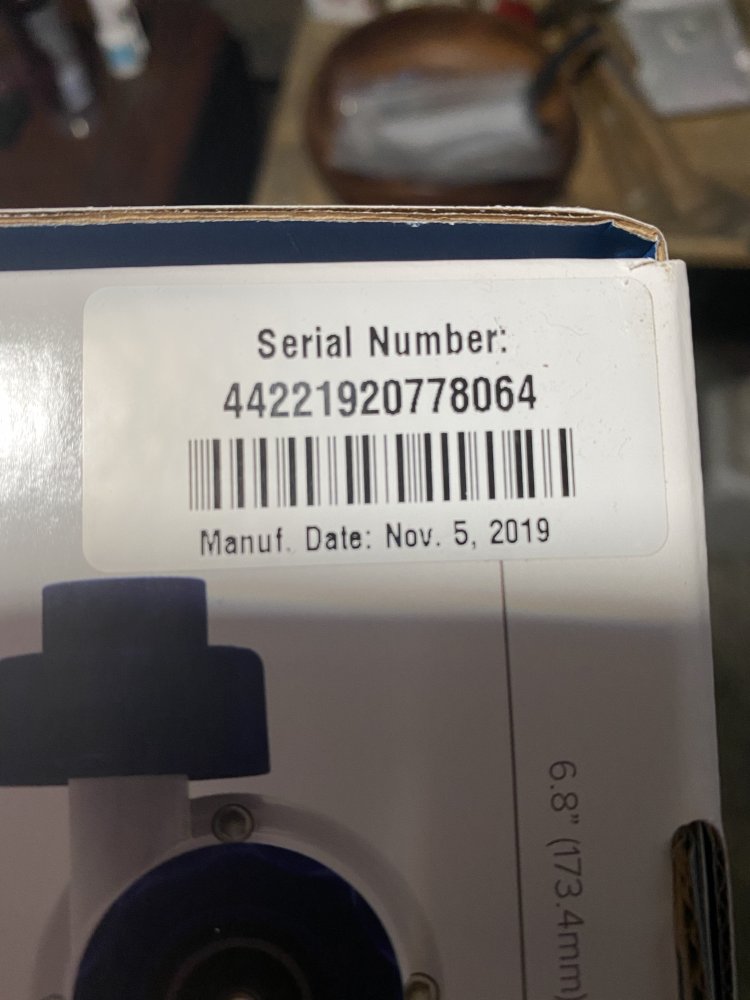 Serial Number:
44221920778064
Manuf. Date: Nov. 5, 2019
6.8" (173.4mm)